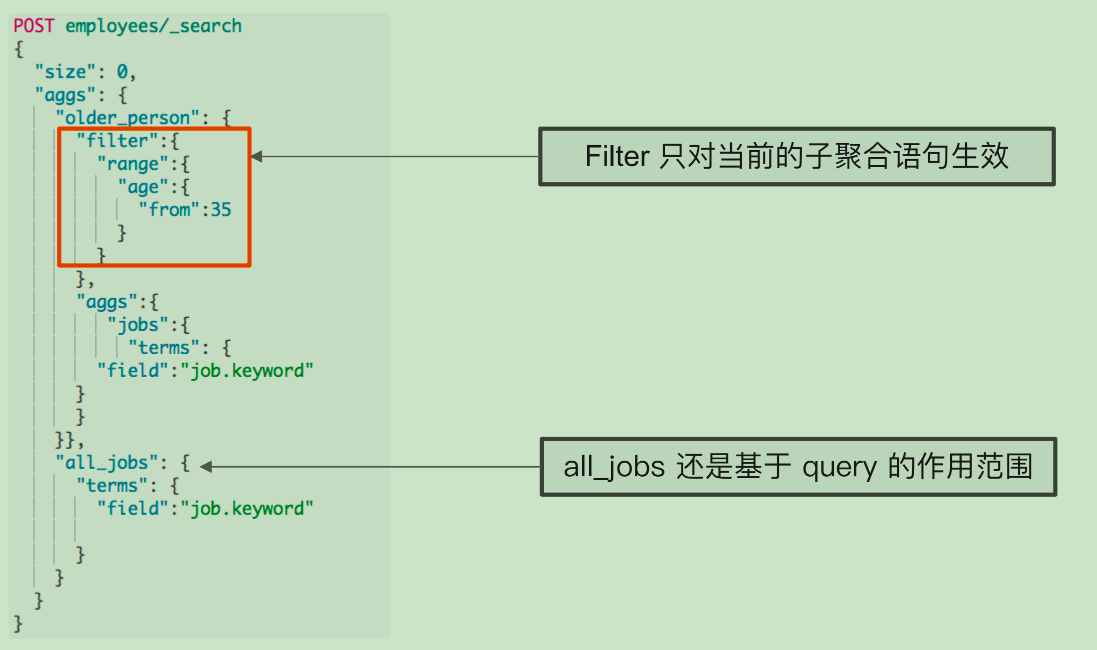 POST employees/_search
{
  "size": 0,
  "aggs": {
    "older_person": {
      "filter":{
        "range":{
          "age":{
            "from":35
          }
        }
      },
      "aggs":{
         "jobs":{
           "terms": {
        "field":"job.keyword"
      }
      }
    }},
    "all_jobs": {
      "terms": {
        "field":"job.keyword"

      }
    }
  }
}
Filter 只对当前的子聚合语句生效
all_jobs 还是基于 query 的作用范围